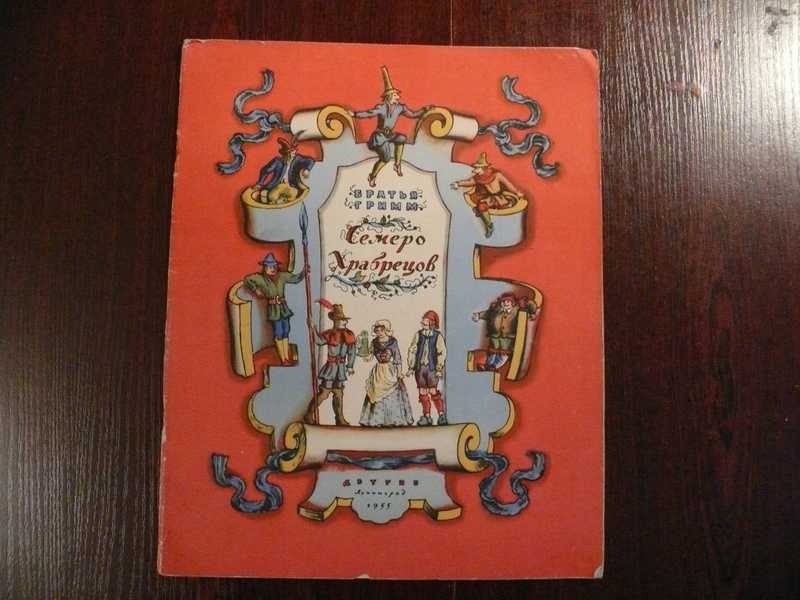 БРАТЬЯ
ГРИММ
Семеро
Храбрецов
ДЕТГИЗ
Ленинград
1955